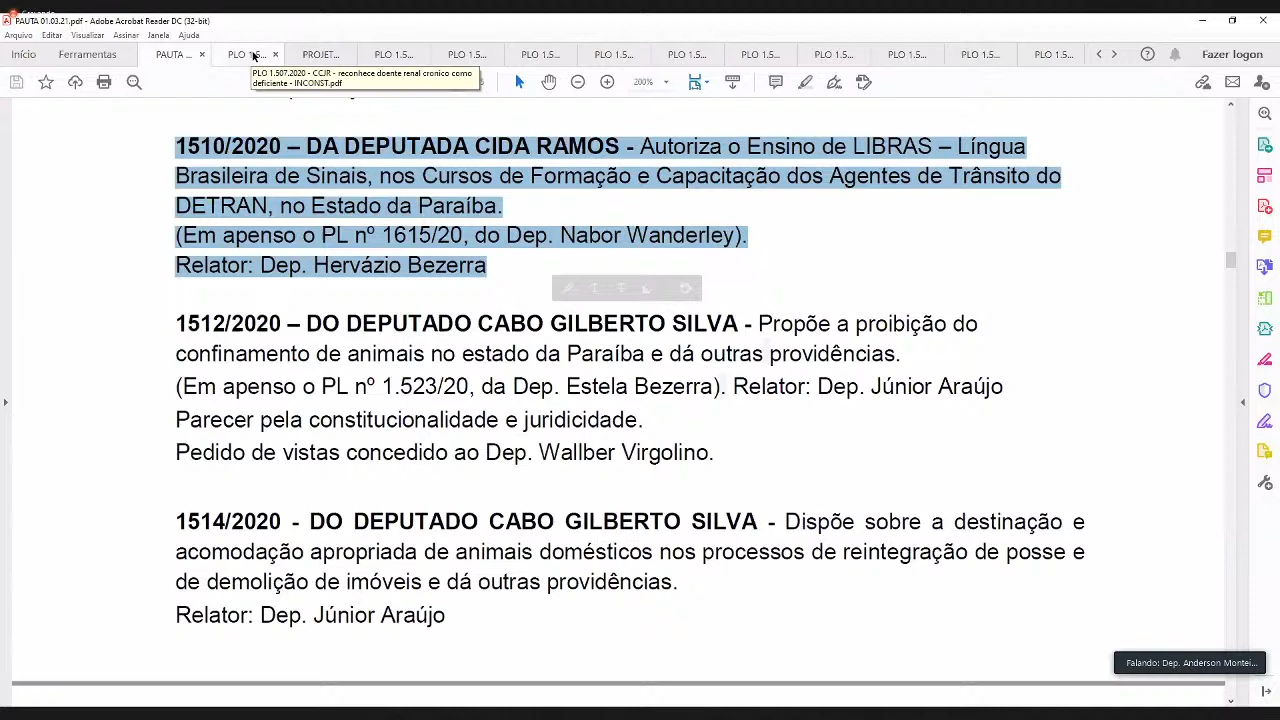 PAUTA 01.03.21.pdf - Adobe Acrobat Reader DC (32-bit)
Arquivo Editar Visualizar Assinar Janela Ajuda
Início Ferramentas PAUTA ... × PLO 1.5... × PROJET... PLO 1.5... PLO 1.5... PLO 1.5... PLO 1.5... PLO 1.5... PLO 1.5... PLO 1.5... PLO 1.5... PLO 1.5... Fazer logon
200%
PLO 1.507.2020 - CCJR - reconhece doente renal cronico como
deficiente - INCONST.pdf
1510/2020 – DA DEPUTADA CIDA RAMOS - Autoriza o Ensino de LIBRAS – Língua
Brasileira de Sinais, nos Cursos de Formação e Capacitação dos Agentes de Trânsito do
DETRAN, no Estado da Paraíba.
(Em apenso o PL nº 1615/20, do Dep. Nabor Wanderley).
Relator: Dep. Hervázio Bezerra
1512/2020 – DO DEPUTADO CABO GILBERTO SILVA - Propõe a proibição do
confinamento de animais no estado da Paraíba e dá outras providências.
(Em apenso o PL nº 1.523/20, da Dep. Estela Bezerra). Relator: Dep. Júnior Araújo
Parecer pela constitucionalidade e juridicidade.
Pedido de vistas concedido ao Dep. Wallber Virgolino.
1514/2020 - DO DEPUTADO CABO GILBERTO SILVA - Dispõe sobre a destinação e
acomodação apropriada de animais domésticos nos processos de reintegração de posse e
de demolição de imóveis e dá outras providências.
Relator: Dep. Júnior Araújo
Falando: Dep. Anderson Montei...